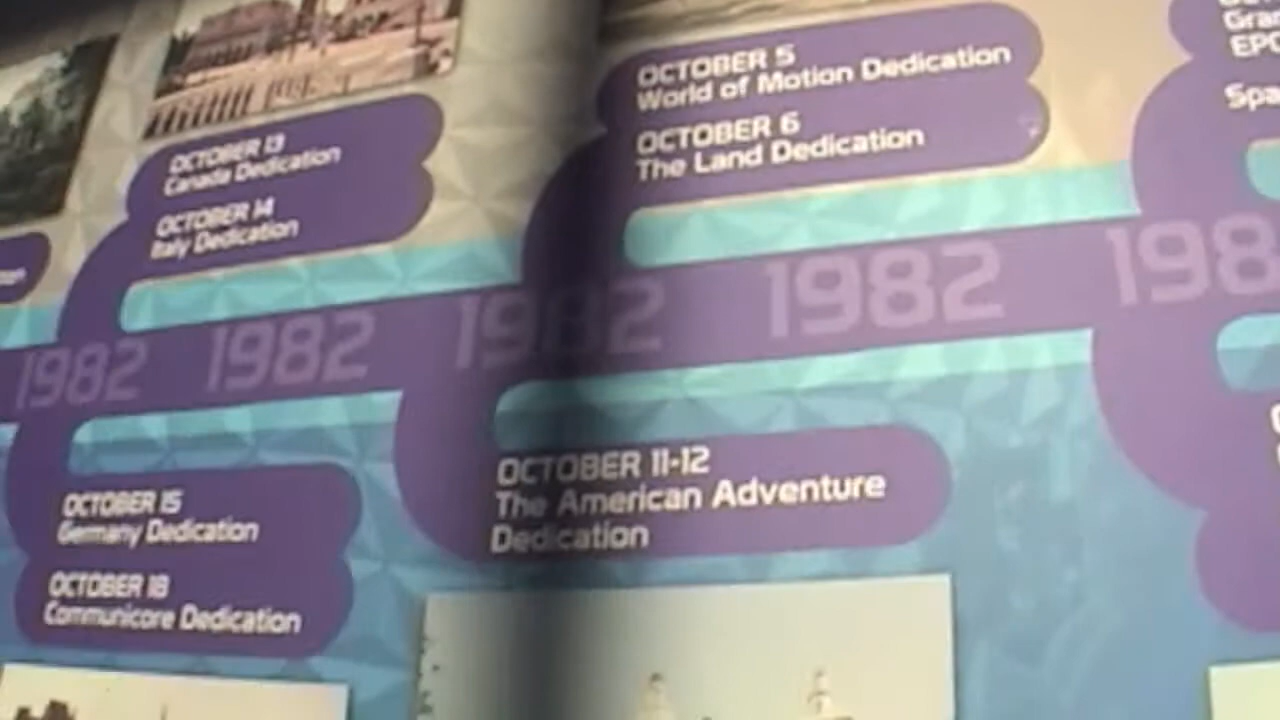 OCTOBER 13
Canada Dedication
OCTOBER 14
Italy Dedication
OCTOBER 5
World of Motion Dedication
OCTOBER 6
The Land Dedication
1982 1982 1982 1982 198
OCTOBER 15
Germany Dedication
OCTOBER 18
Communicore Dedication
OCTOBER 11-12
The American Adventure
Dedication